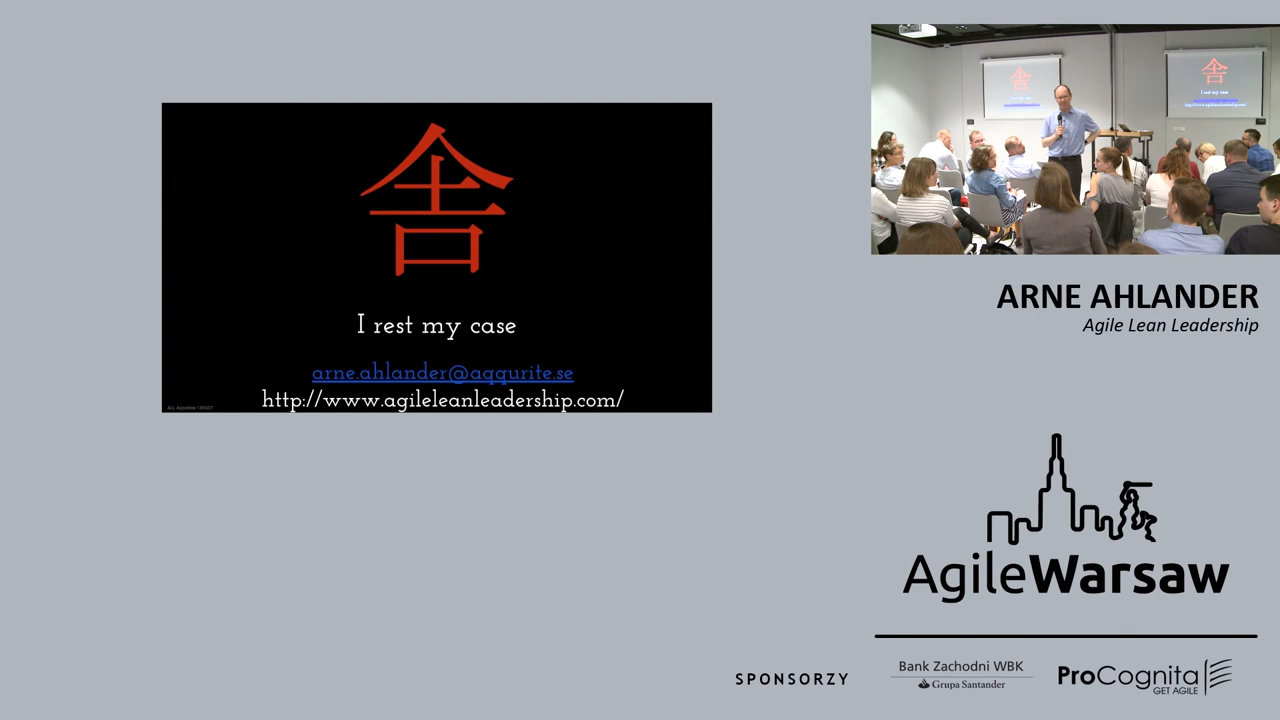 舎
I rest my case
arne.ahlander@aqqurite.se
http://www.agileleanleadership.com/
ARNE AHLANDER
Agile Lean Leadership
AgileWarsaw
SPONSORZY
Bank Zachodni WBK
Grupa Santander
ProCognita
GET AGILE